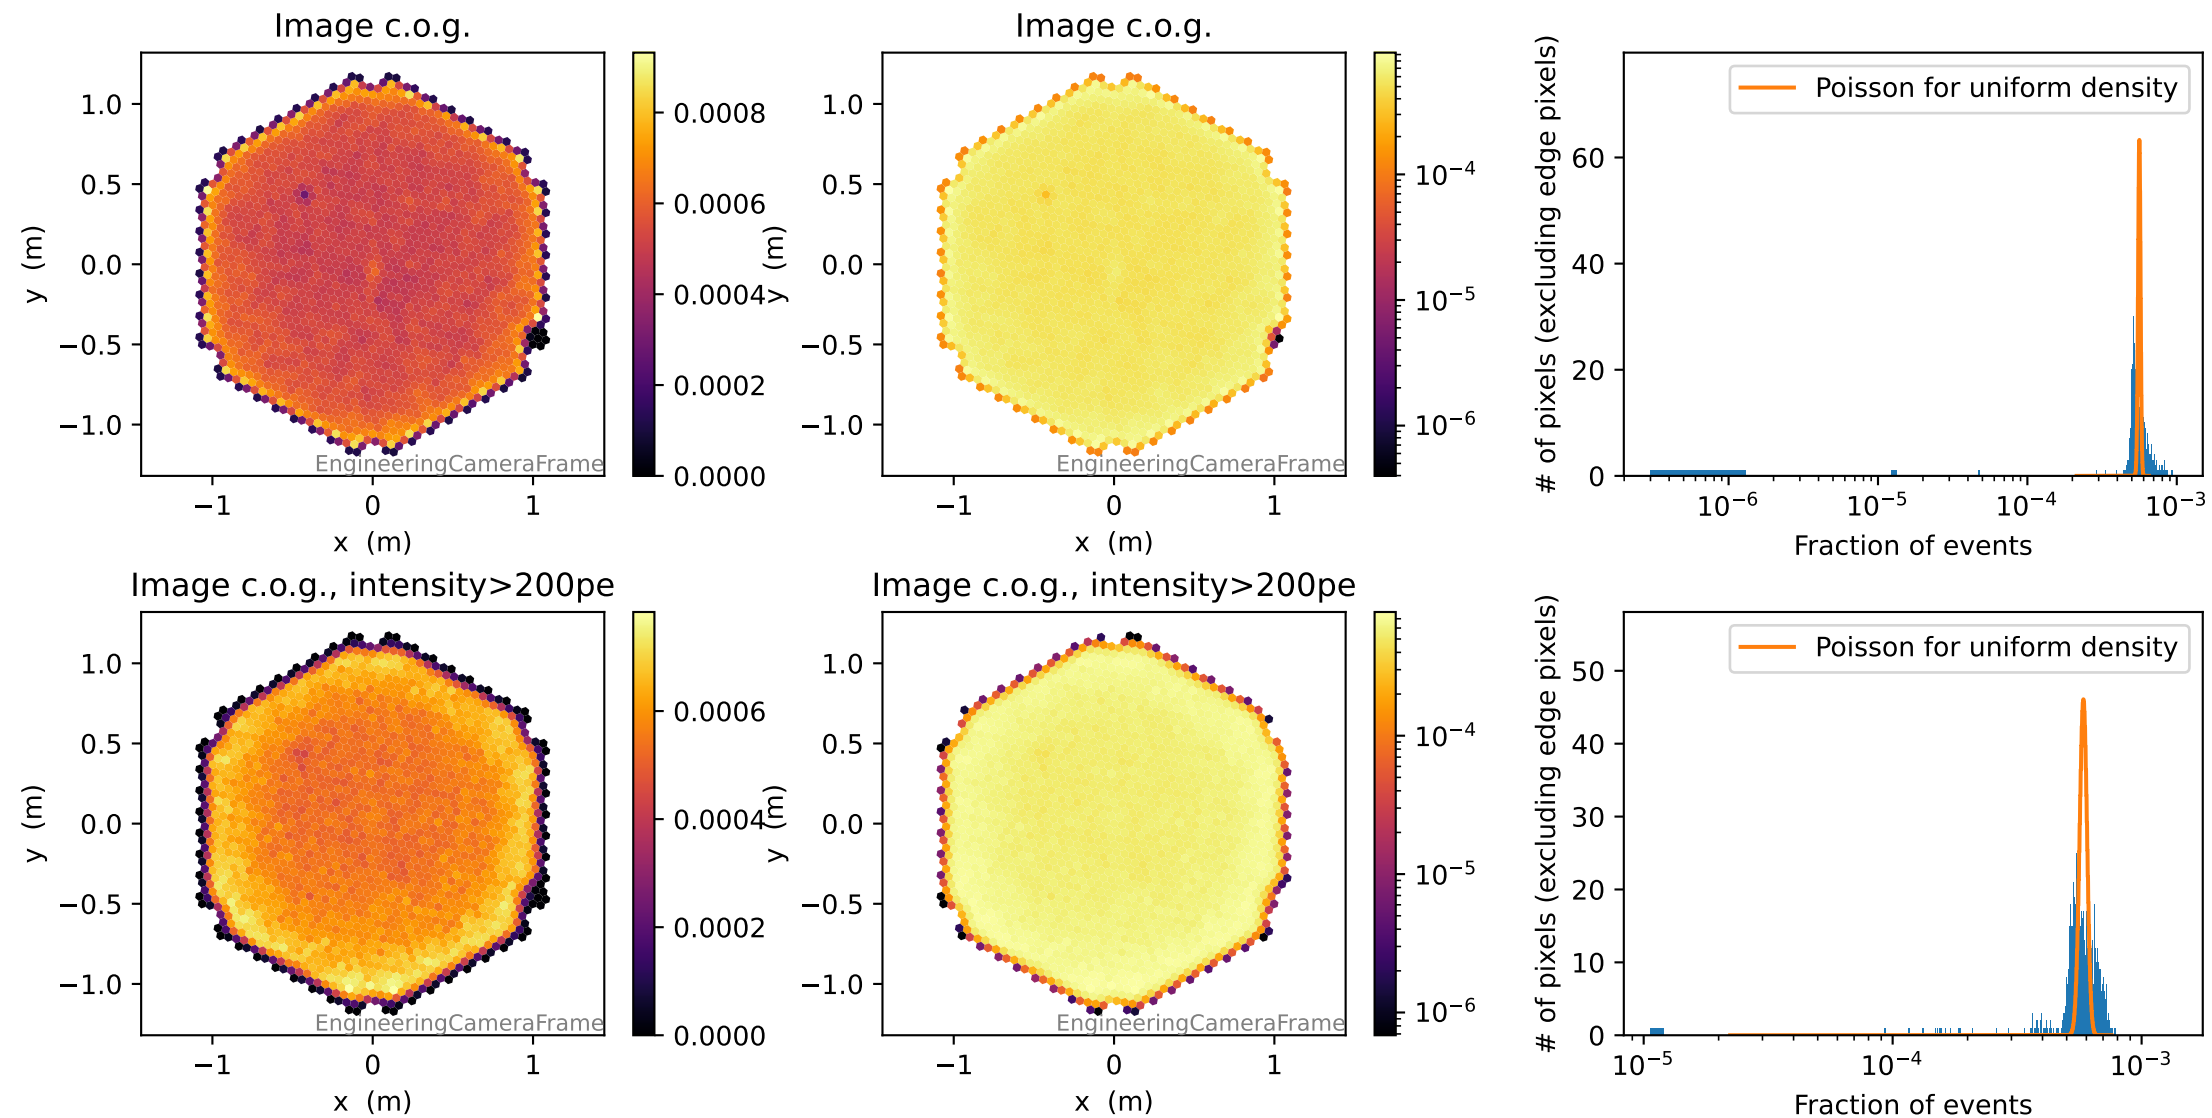 Image c.o.g.
1.0
0.5
0.0
−0.5
−1.0
y (m)
−1
0
1
x (m)
EngineeringCameraFrame
0.0008
0.0006
0.0004
0.0002
0.0000
Image c.o.g.
1.0
0.5
0.0
−0.5
−1.0
y (m)
−1
0
1
x (m)
EngineeringCameraFrame
10⁻⁴
10⁻⁵
10⁻⁶
# of pixels (excluding edge pixels)
60
40
20
0
Poisson for uniform density
10⁻⁶
10⁻⁵
10⁻⁴
10⁻³
Fraction of events
Image c.o.g., intensity>200pe
1.0
0.5
0.0
−0.5
−1.0
y (m)
−1
0
1
x (m)
EngineeringCameraFrame
0.0006
0.0004
0.0002
0.0000
Image c.o.g., intensity>200pe
1.0
0.5
0.0
−0.5
−1.0
y (m)
−1
0
1
x (m)
EngineeringCameraFrame
10⁻⁴
10⁻⁵
10⁻⁶
# of pixels (excluding edge pixels)
50
40
30
20
10
0
Poisson for uniform density
10⁻⁵
10⁻⁴
10⁻³
Fraction of events